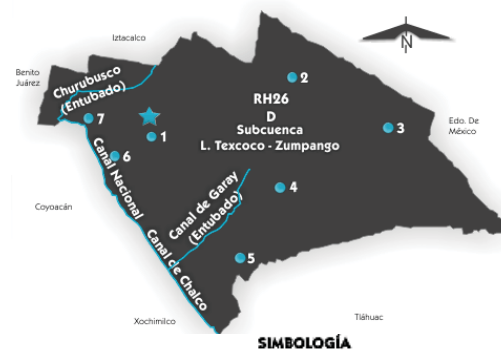 Iztacalco
Benito
Juárez
Churubusco
(Entubado)
N
2
RH26
D
Subcuenca
L. Texcoco - Zumpango
7
1
3
Edo. De
México
6
Canal Nacional
4
Coyoacán
Canal de Garay
(Entubado)
5
Canal de Chalco
Xochimilco
Tláhuac
SIMBOLOGÍA